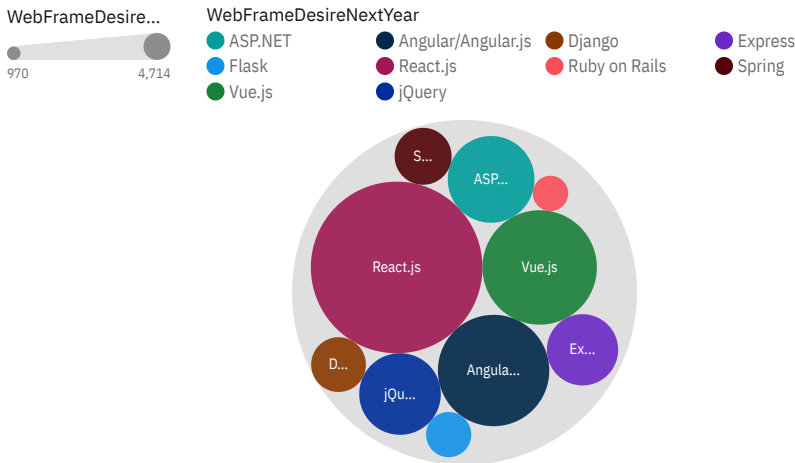 WebFrameDesire...
970
4,714
WebFrameDesireNextYear
ASP.NET
Angular/Angular.js
Django
Express
Flask
React.js
Ruby on Rails
Spring
Vue.js
jQuery
S...
ASP...
React.js
Vue.js
Ex...
D...
Angula...
jQu...